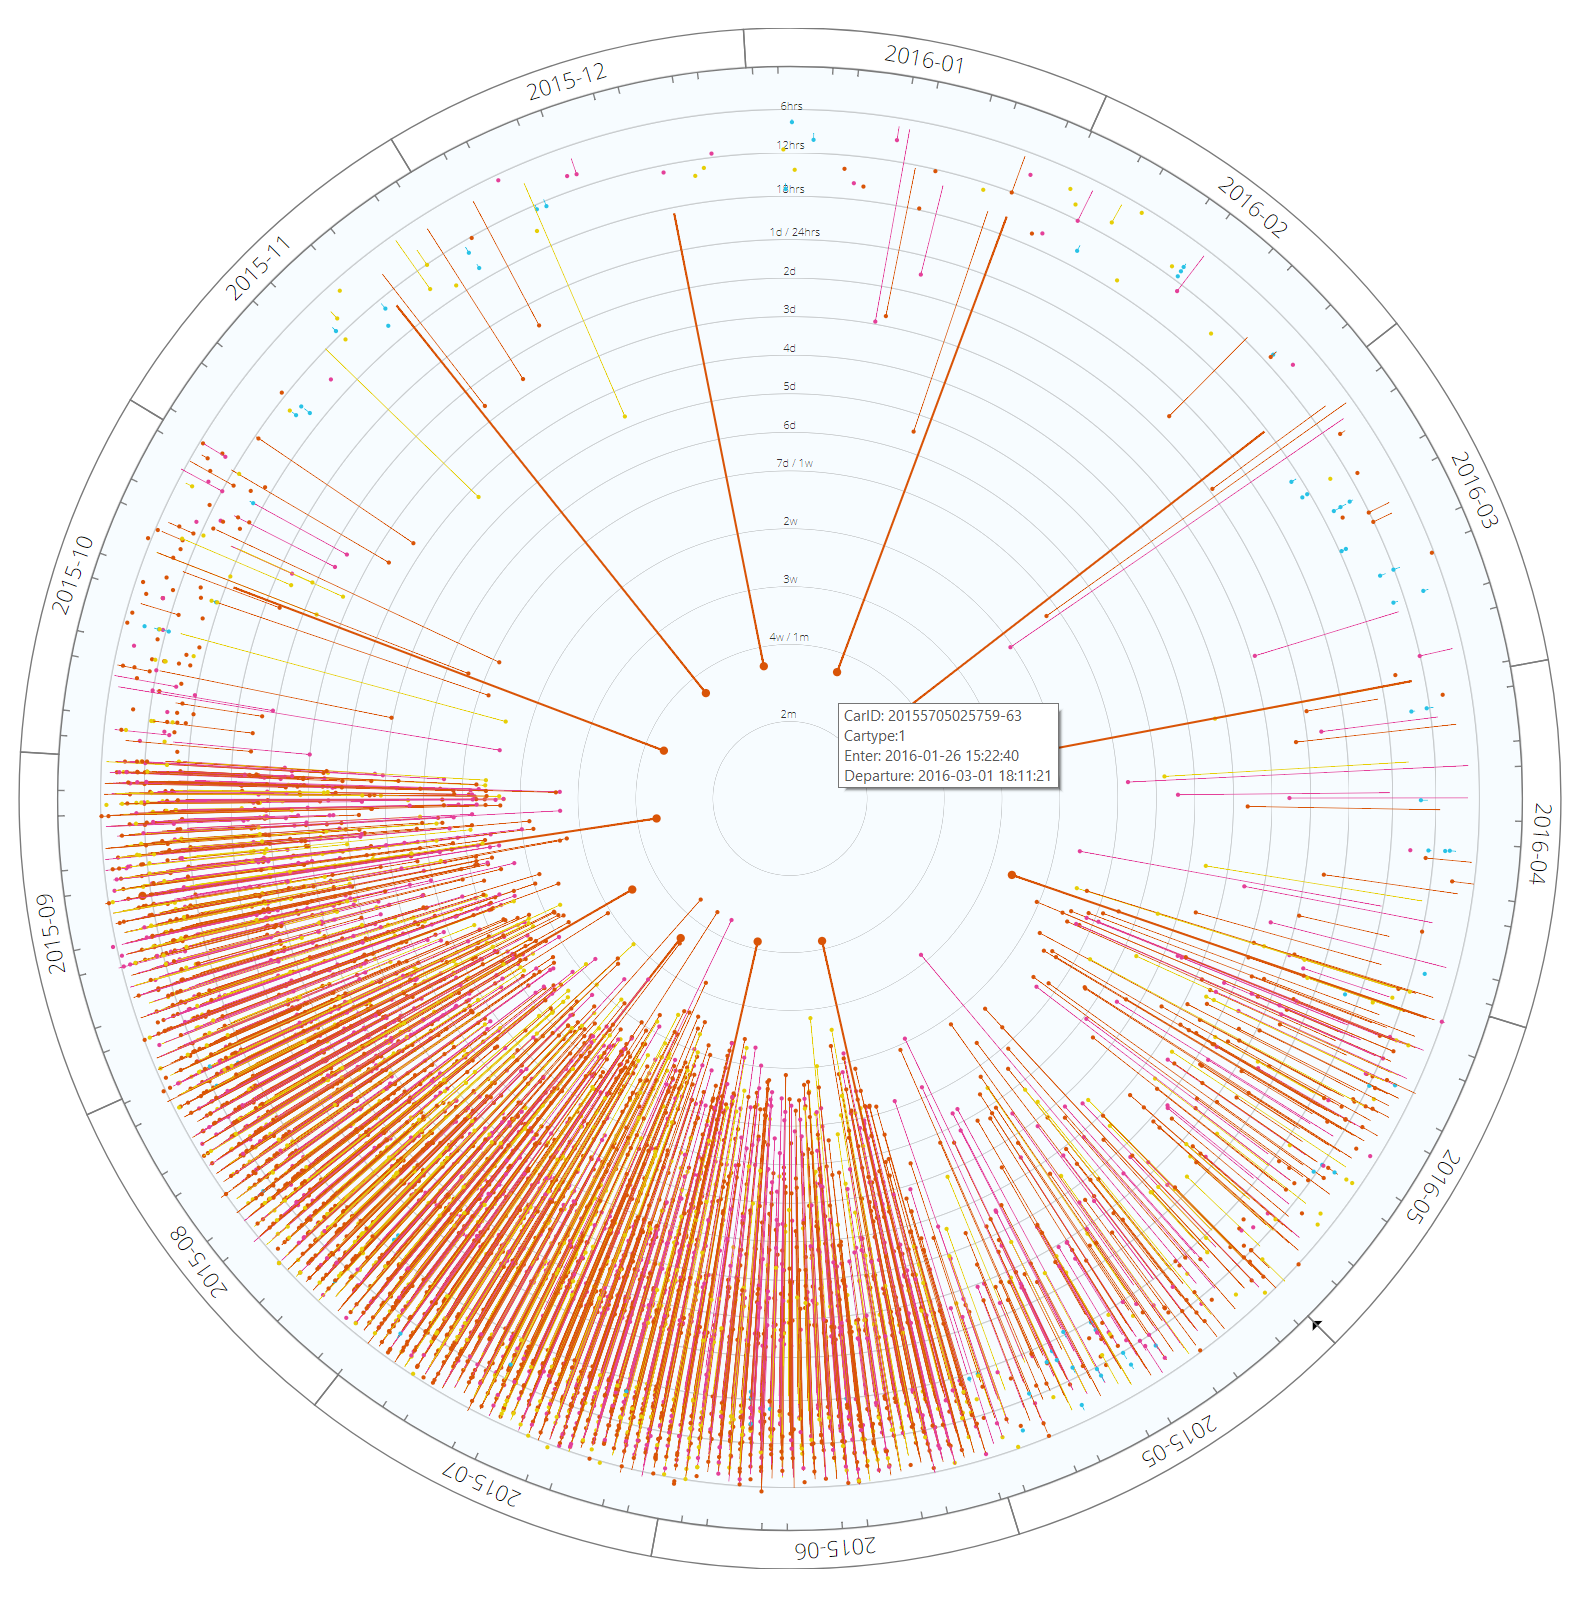 2016-01
2016-02
2016-03
2016-04
2016-05
2015-05
2015-06
2015-07
2015-08
2015-09
2015-10
2015-11
2015-12
6hrs
12hrs
18hrs
1d / 24hrs
2d
3d
4d
5d
6d
7d / 1w
2w
3w
4w / 1m
2m
CarID: 20155705025759-63
Cartype:1
Enter: 2016-01-26 15:22:40
Departure: 2016-03-01 18:11:21